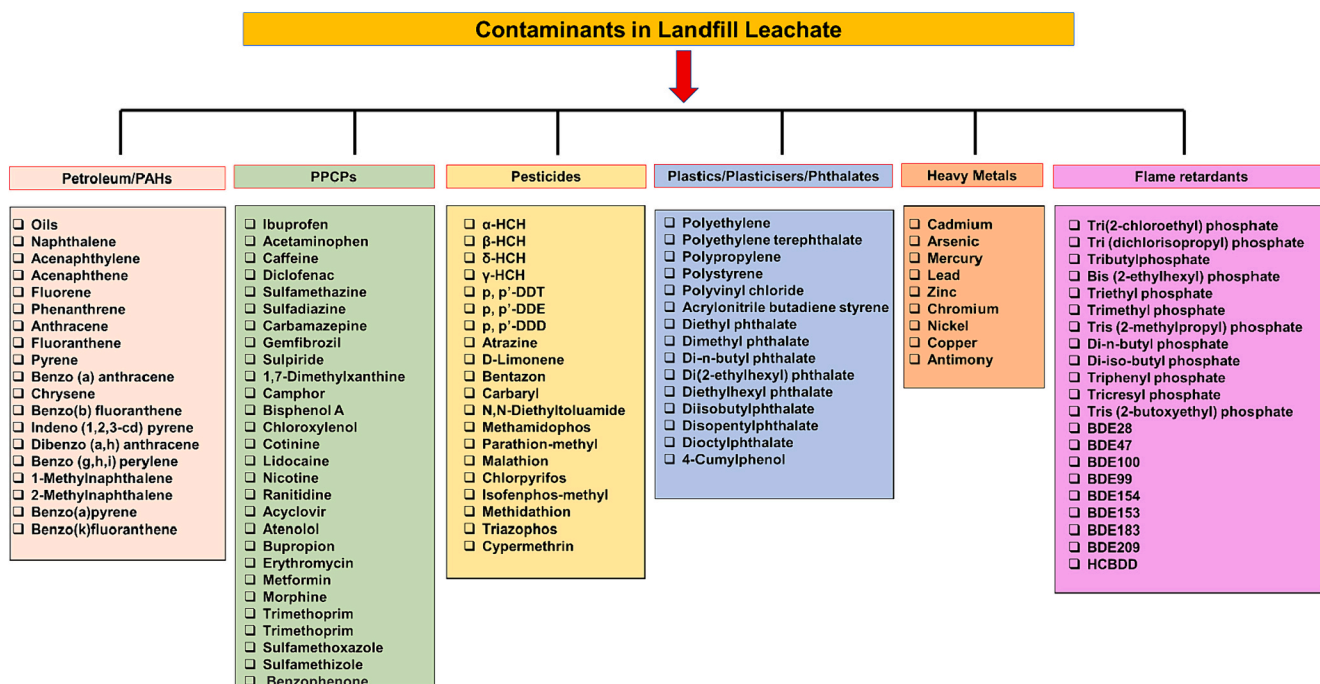 Contaminants in Landfill Leachate
Petroleum/PAHs
Oils
Naphthalene
Acenaphthylene
Acenaphthene
Fluorene
Phenanthrene
Anthracene
Fluoranthene
Pyrene
Benzo (a) anthracene
Chrysene
Benzo(b) fluoranthene
Indeno (1,2,3-cd) pyrene
Dibenzo (a,h) anthracene
Benzo (g,h,i) perylene
1-Methylnaphthalene
2-Methylnaphthalene
Benzo(a)pyrene
Benzo(k)fluoranthene
PPCPs
Ibuprofen
Acetaminophen
Caffeine
Diclofenac
Sulfamethazine
Sulfadiazine
Carbamazepine
Gemfibrozil
Sulpiride
1,7-Dimethylxanthine
Camphor
Bisphenol A
Chloroxylenol
Cotinine
Lidocaine
Nicotine
Ranitidine
Acyclovir
Atenolol
Bupropion
Erythromycin
Metformin
Morphine
Trimethoprim
Trimethoprim
Sulfamethoxazole
Sulfamethizole
Benzophenone
Pesticides
α-HCH
β-HCH
δ-HCH
γ-HCH
p, p’-DDT
p, p’-DDE
p, p’-DDD
Atrazine
D-Limonene
Bentazon
Carbaryl
N,N-Diethyltoluamide
Methamidophos
Parathion-methyl
Malathion
Chlorpyrifos
Isofenphos-methyl
Methidathion
Triazophos
Cypermethrin
Plastics/Plasticisers/Phthalates
Polyethylene
Polyethylene terephthalate
Polypropylene
Polystyrene
Polyvinyl chloride
Acrylonitrile butadiene styrene
Diethyl phthalate
Dimethyl phthalate
Di-n-butyl phthalate
Di(2-ethylhexyl) phthalate
Diethylhexyl phthalate
Diisobutylphthalate
Disopentylphthalate
Dioctylphthalate
4-Cumylphenol
Heavy Metals
Cadmium
Arsenic
Mercury
Lead
Zinc
Chromium
Nickel
Copper
Antimony
Flame retardants
Tri(2-chloroethyl) phosphate
Tri (dichlorisopropyl) phosphate
Tributylphosphate
Bis (2-ethylhexyl) phosphate
Triethyl phosphate
Trimethyl phosphate
Tris (2-methylpropyl) phosphate
Di-n-butyl phosphate
Di-iso-butyl phosphate
Triphenyl phosphate
Tricresyl phosphate
Tris (2-butoxyethyl) phosphate
BDE28
BDE47
BDE100
BDE99
BDE154
BDE153
BDE183
BDE209
HCBDD